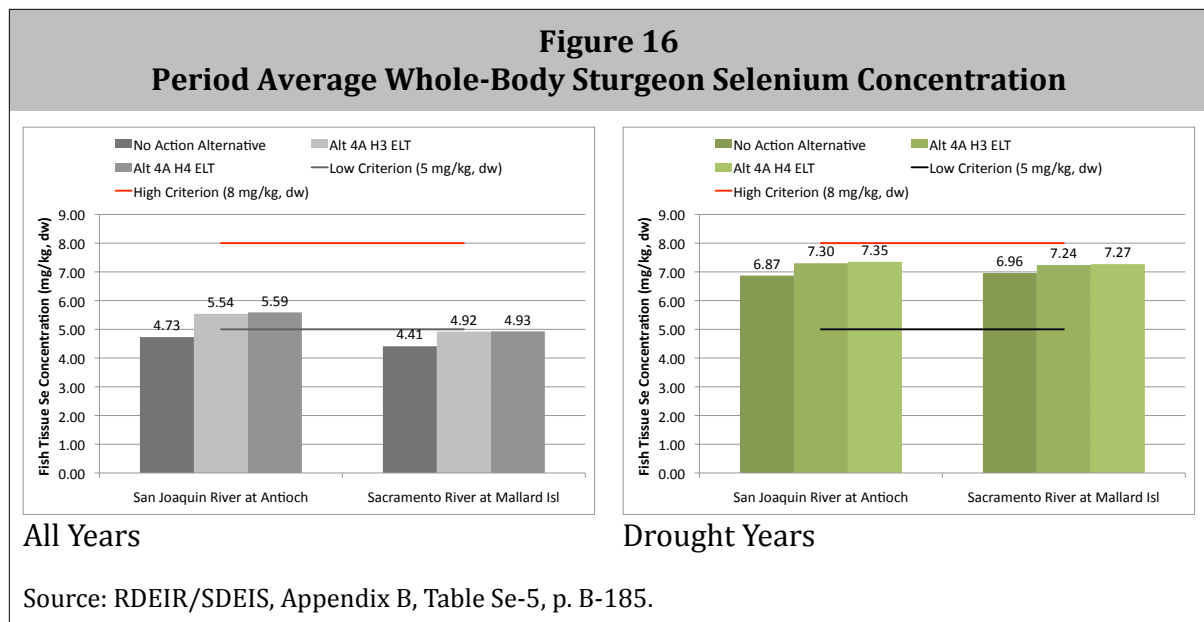 Figure 16
Period Average Whole-Body Sturgeon Selenium Concentration
No Action Alternative
Alt 4A H3 ELT
Alt 4A H4 ELT
Low Criterion (5 mg/kg, dw)
High Criterion (8 mg/kg, dw)
Fish Tissue Se Concentration (mg/kg, dw)
9.00
8.00
7.00
6.00
5.00
4.00
3.00
2.00
1.00
0.00
4.73
5.54
5.59
4.41
4.92
4.93
San Joaquin River at Antioch
Sacramento River at Mallard Isl
All Years
No Action Alternative
Alt 4A H3 ELT
Alt 4A H4 ELT
Low Criterion (5 mg/kg, dw)
High Criterion (8 mg/kg, dw)
Fish Tissue Se Concentration (mg/kg, dw)
9.00
8.00
7.00
6.00
5.00
4.00
3.00
2.00
1.00
0.00
6.87
7.30
7.35
6.96
7.24
7.27
San Joaquin River at Antioch
Sacramento River at Mallard Isl
Drought Years
Source: RDEIR/SDEIS, Appendix B, Table Se-5, p. B-185.